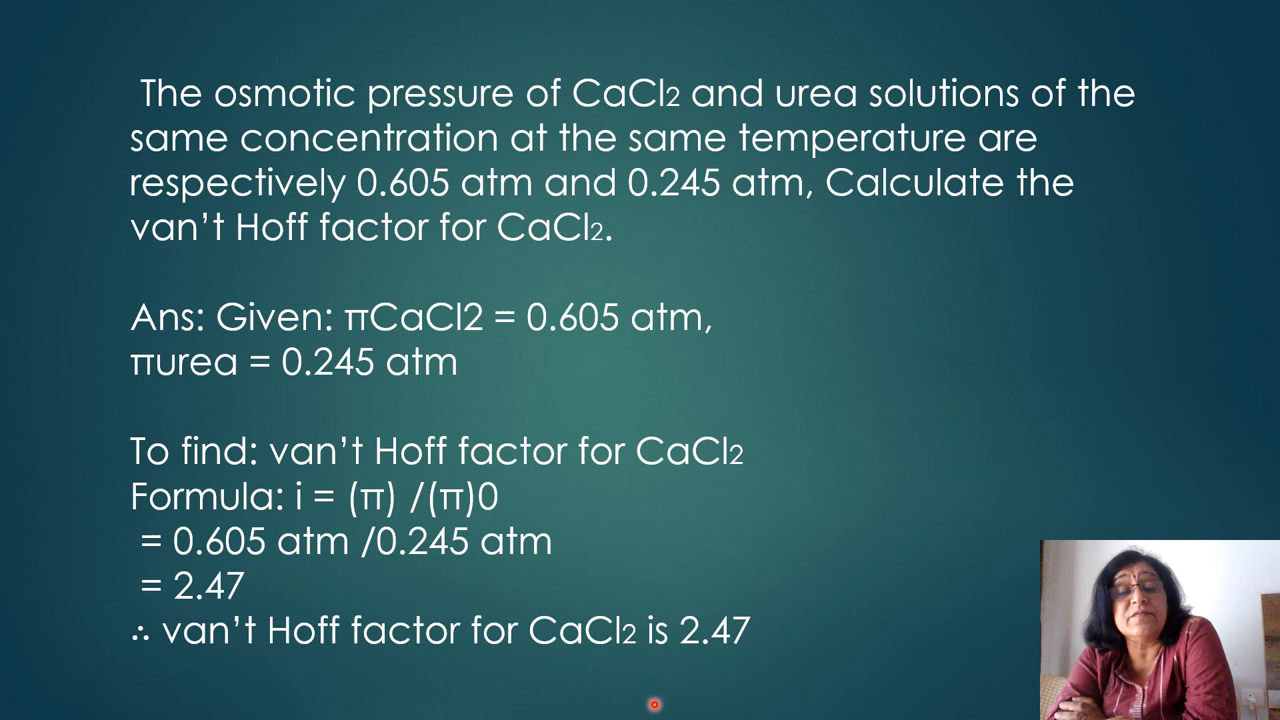 The osmotic pressure of CaCl2 and urea solutions of the
same concentration at the same temperature are
respectively 0.605 atm and 0.245 atm, Calculate the
van't Hoff factor for CaCl2.
Ans: Given: πCaCl2 = 0.605 atm,
πurea = 0.245 atm
To find: van't Hoff factor for CaCl2
Formula: i = (π) /(π)0
= 0.605 atm /0.245 atm
= 2.47
∴ van't Hoff factor for CaCl2 is 2.47